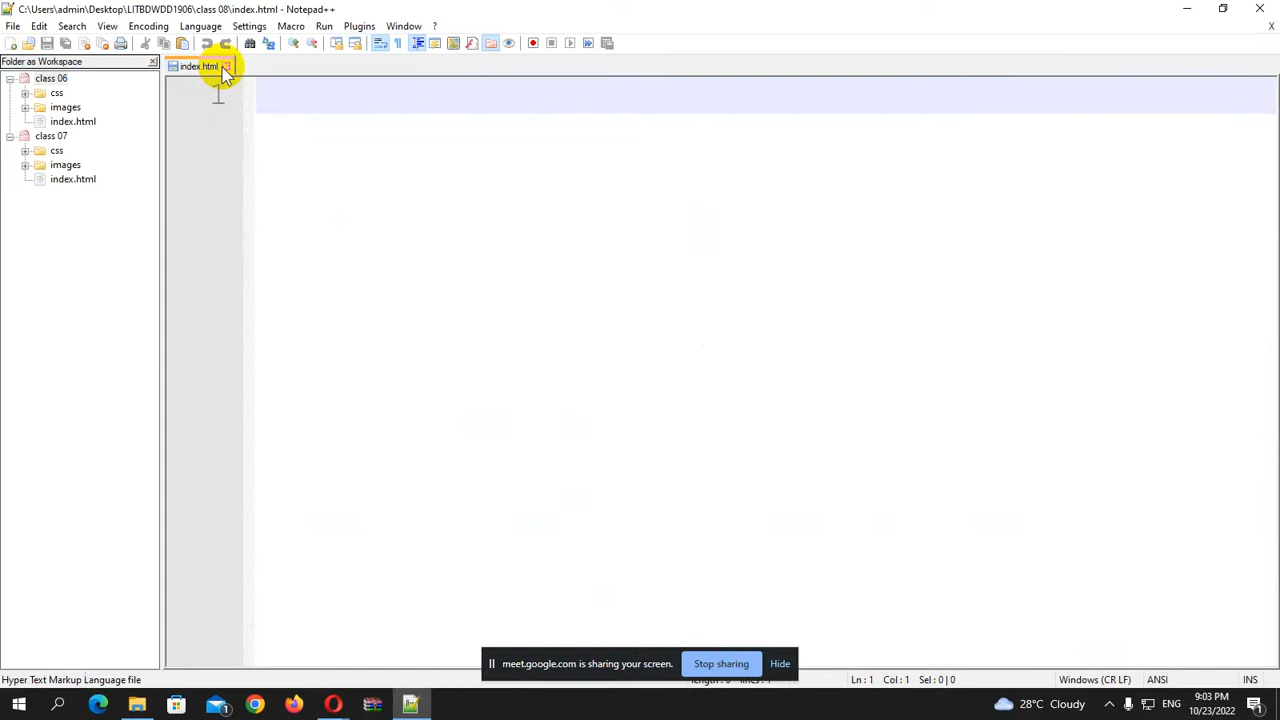 C:\Users\admin\Desktop\LITBDWDD1906\class 08\index.html - Notepad++
File Edit Search View Encoding Language Settings Macro Run Plugins Window ? X
Folder as Workspace
index.html
class 06
css
images
index.html
class 07
css
images
index.html
meet.google.com is sharing your screen. Stop sharing Hide
Hyper Text Markup Language file Ln : 1 Col : 1 Sel : 0 | 0 Windows (CR LF) ANSI INS
1 28°C Cloudy ENG 9:03 PM
10/23/2022